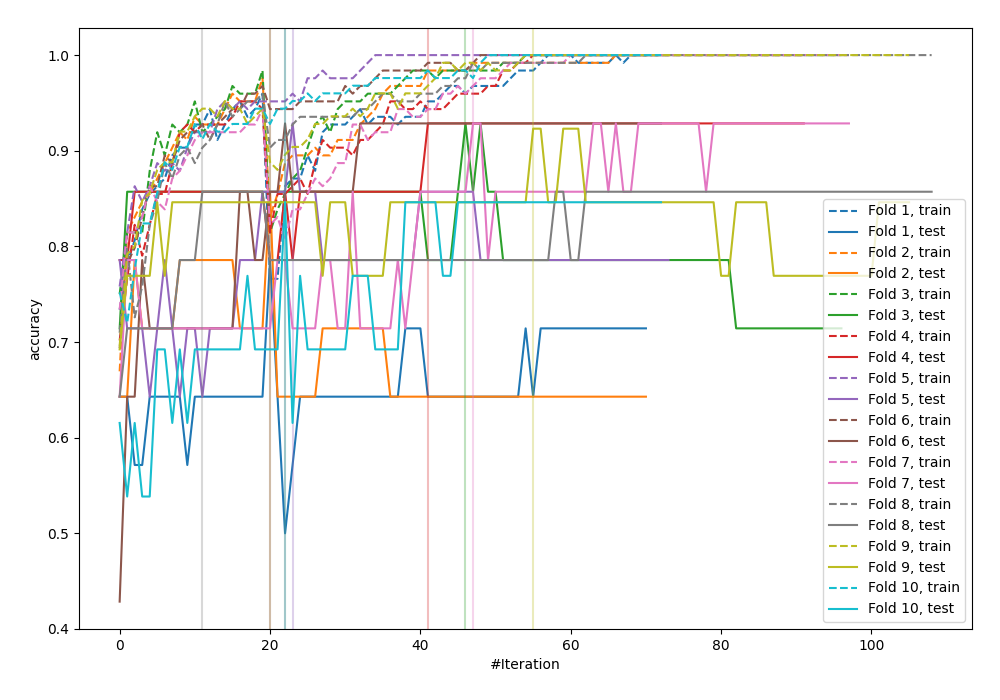 1.0
0.9
0.8
0.7
0.6
0.5
0.4
accuracy
0
20
40
60
80
100
#Iteration
Fold 1, train
Fold 1, test
Fold 2, train
Fold 2, test
Fold 3, train
Fold 3, test
Fold 4, train
Fold 4, test
Fold 5, train
Fold 5, test
Fold 6, train
Fold 6, test
Fold 7, train
Fold 7, test
Fold 8, train
Fold 8, test
Fold 9, train
Fold 9, test
Fold 10, train
Fold 10, test